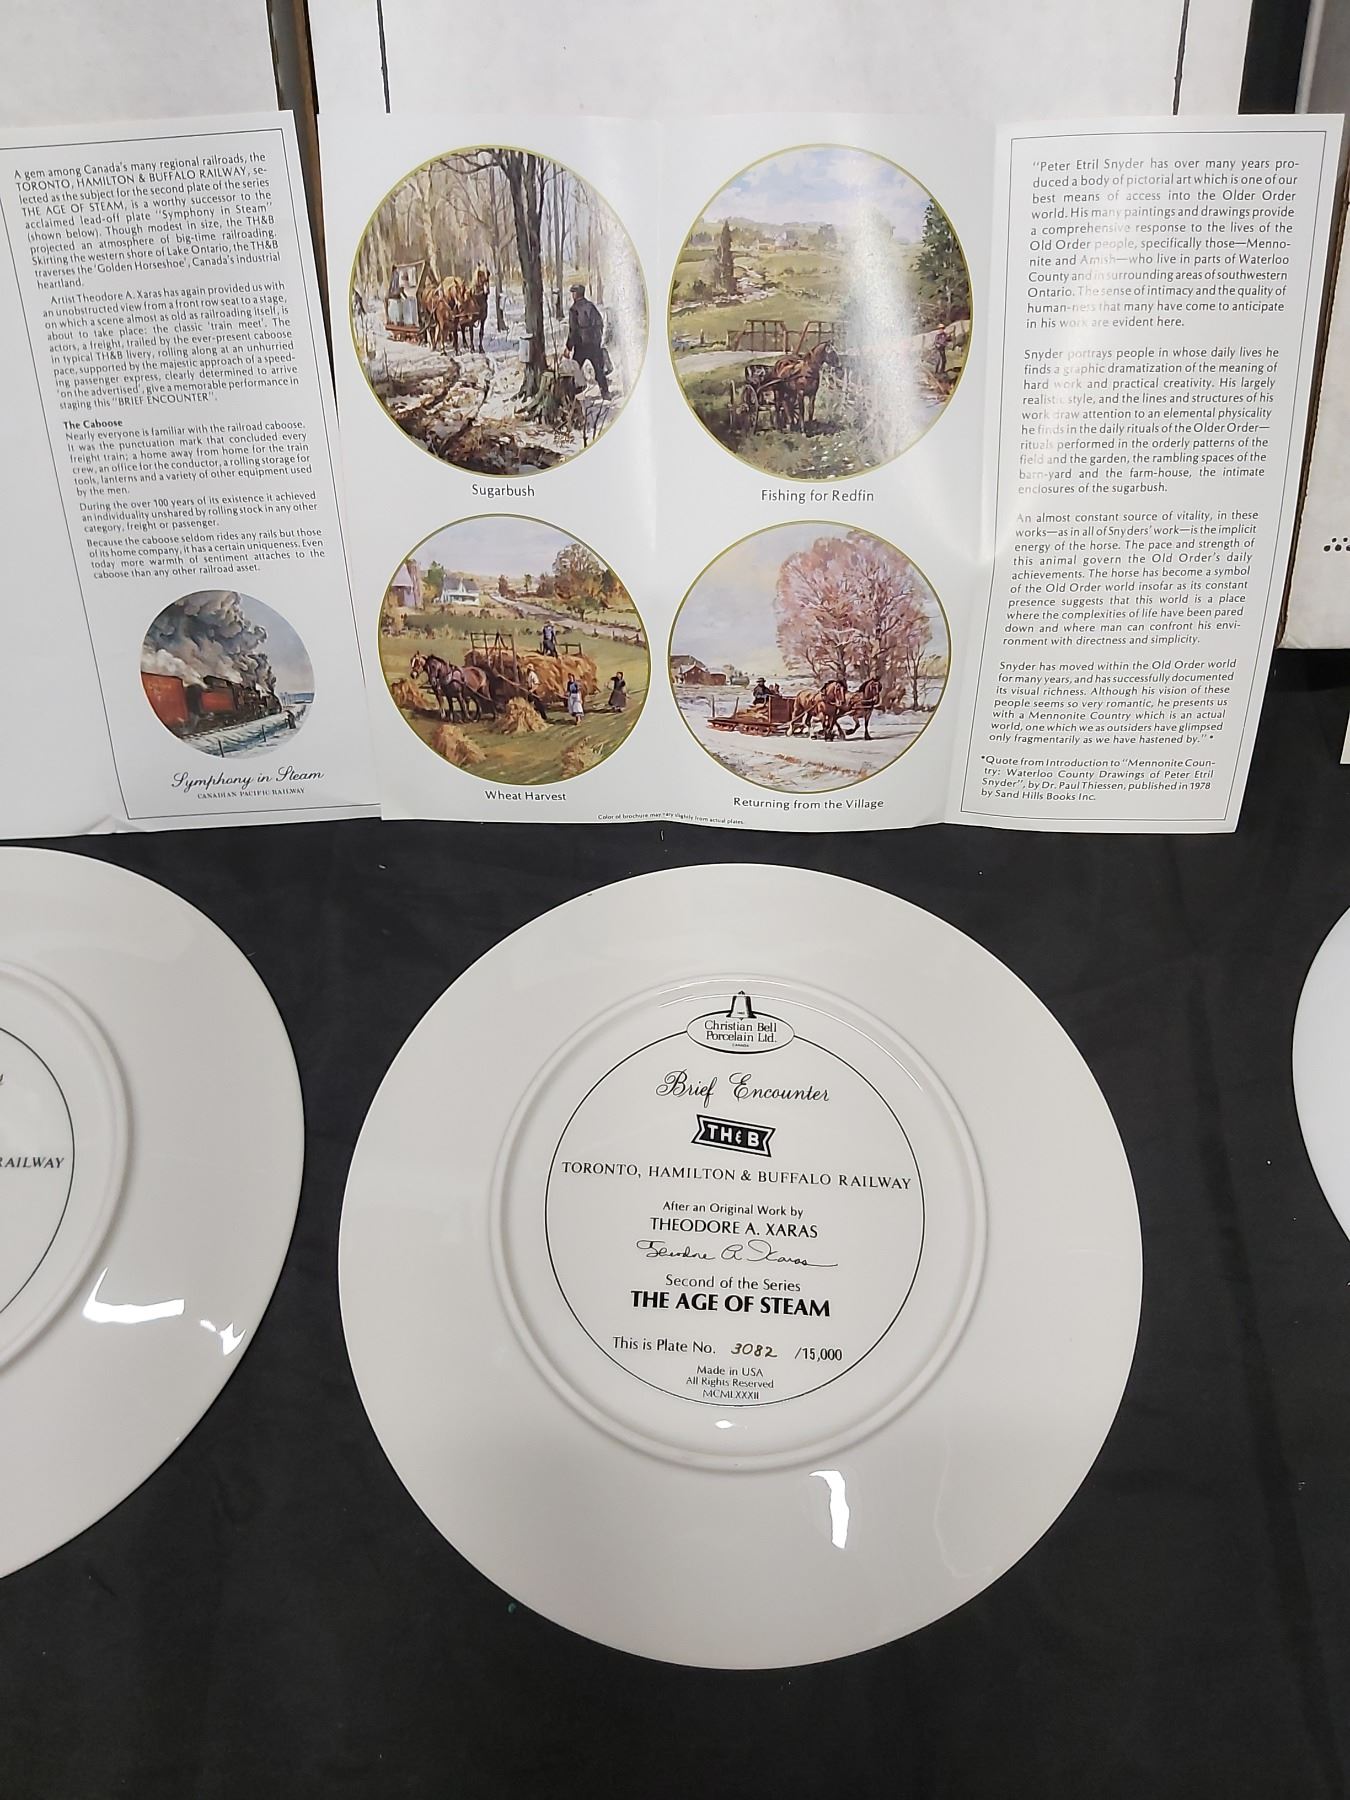 A gem among Canada's many regional railroads, the
TORONTO, HAMILTON & BUFFALO RAILWAY, se-
lected as the subject for the second plate of the series
THE AGE OF STEAM, is a worthy successor to the
acclaimed lead-off plate "Symphony in Steam"
(shown below). Though modest in size, the TH&B
projected an atmosphere of big-time railroading.
Skirting the western shore of Lake Ontario, the TH&B
traverses the 'Golden Horseshoe', Canada's industrial
heartland.
Artist Theodore A. Xaras has again provided us with
an unobstructed view from a front row seat to a stage,
on which a scene almost as old as railroading itself, is
about to take place: the classic 'train meet'. The
actors, a freight, trailed by the ever-present caboose
in typical TH&B livery, rolling along at an unhurried
pace, supported by the majestic approach of a speed-
ing passenger express, clearly determined to arrive
'on the advertised', give a memorable performance in
staging this "BRIEF ENCOUNTER".
The Caboose
Nearly everyone is familiar with the railroad caboose.
It was the punctuation mark that concluded every
freight train; a home away from home for the train
crew, an office for the conductor, a rolling storage for
tools, lanterns and a variety of other equipment used
by the men.
During the over 100 years of its existence it achieved
an individuality unshared by rolling stock in any other
category, freight or passenger.
Because the caboose seldom rides any rails but those
of its home company, it has a certain uniqueness. Even
today more warmth of sentiment attaches to the
caboose than any other railroad asset.
Symphony in Steam
CANADIAN PACIFIC RAILWAY
Sugarbush
Fishing for Redfin
Wheat Harvest
Returning from the Village
Color of brochure may vary slightly from actual plates.
"Peter Etril Snyder has over many years pro-
duced a body of pictorial art which is one of our
best means of access into the Older Order
world. His many paintings and drawings provide
a comprehensive response to the lives of the
Old Order people, specifically those—Menno-
nite and Amish—who live in parts of Waterloo
County and in surrounding areas of southwestern
Ontario. The sense of intimacy and the quality of
human-ness that many have come to anticipate
in his work are evident here.
Snyder portrays people in whose daily lives he
finds a graphic dramatization of the meaning of
hard work and practical creativity. His largely
realistic style, and the lines and structures of his
work draw attention to an elemental physicality
he finds in the daily rituals of the Older Order—
rituals performed in the orderly patterns of the
field and the garden, the rambling spaces of the
barn-yard and the farm-house, the intimate
enclosures of the sugarbush.
An almost constant source of vitality, in these
works—as in all of Snyders' work—is the implicit
energy of the horse. The pace and strength of
this animal govern the Old Order's daily
achievements. The horse has become a symbol
of the Old Order world insofar as its constant
presence suggests that this world is a place
where the complexities of life have been pared
down and where man can confront his envi-
ronment with directness and simplicity.
Snyder has moved within the Old Order world
for many years, and has successfully documented
its visual richness. Although his vision of these
people seems so very romantic, he presents us
with a Mennonite Country which is an actual
world, one which we as outsiders have glimpsed
only fragmentarily as we have hastened by." *
*Quote from Introduction to "Mennonite Coun-
try: Waterloo County Drawings of Peter Etril
Snyder", by Dr. Paul Thiessen, published in 1978
by Sand Hills Books Inc.
RAILWAY
Christian Bell
Porcelain Ltd.
CANADA
Brief Encounter
TH&B
TORONTO, HAMILTON & BUFFALO RAILWAY
After an Original Work by
THEODORE A. XARAS
Theodore A. Xaras
Second of the Series
THE AGE OF STEAM
This is Plate No. 3082 /15,000
Made in USA
All Rights Reserved
MCMLXXXII